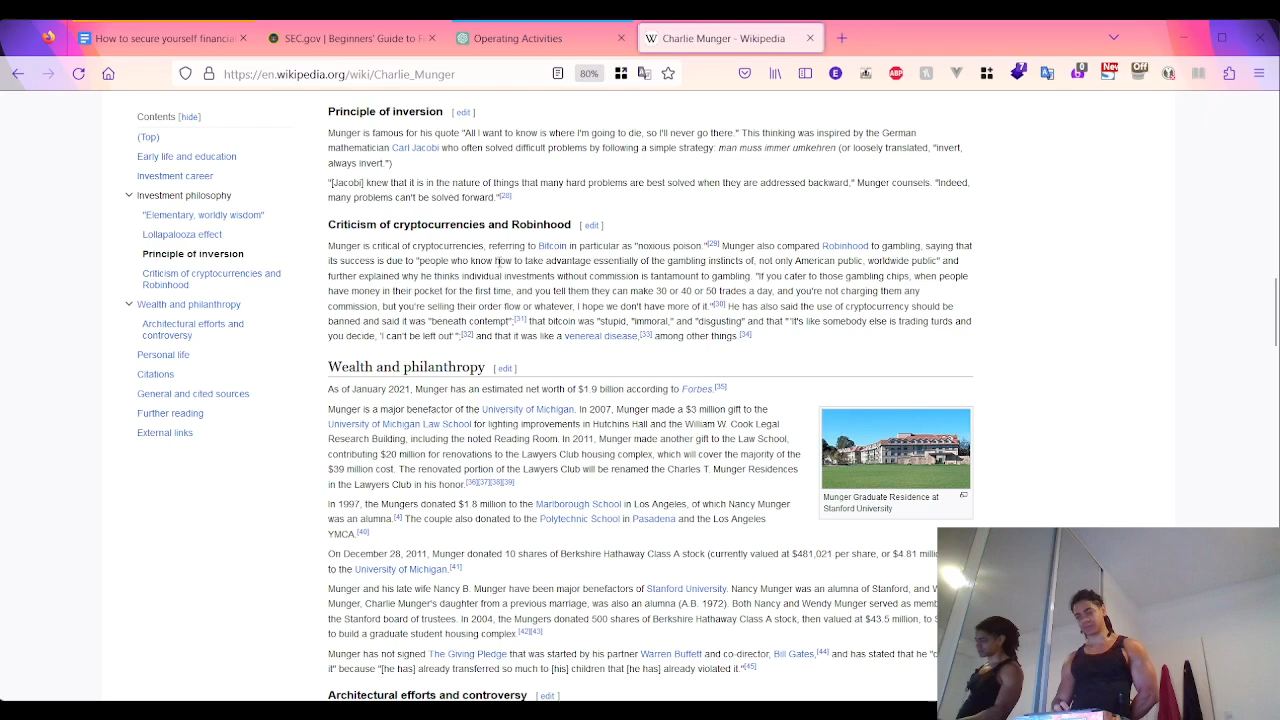 How to secure yourself financial
SEC.gov | Beginners' Guide to F
Operating Activities
W Charlie Munger - Wikipedia
https://en.wikipedia.org/wiki/Charlie_Munger
80%
Contents [hide]
(Top)
Early life and education
Investment career
Investment philosophy
"Elementary, worldly wisdom"
Lollapalooza effect
Principle of inversion
Criticism of cryptocurrencies and
Robinhood
Wealth and philanthropy
Architectural efforts and
controversy
Personal life
Citations
General and cited sources
Further reading
External links
Principle of inversion [ edit ]
Munger is famous for his quote "All I want to know is where I'm going to die, so I'll never go there." This thinking was inspired by the German
mathematician Carl Jacobi who often solved difficult problems by following a simple strategy: man muss immer umkehren (or loosely translated, "invert,
always invert.")
"[Jacobi] knew that it is in the nature of things that many hard problems are best solved when they are addressed backward," Munger counsels. "Indeed,
many problems can't be solved forward."[28]
Criticism of cryptocurrencies and Robinhood [ edit ]
Munger is critical of cryptocurrencies, referring to Bitcoin in particular as "noxious poison."[29] Munger also compared Robinhood to gambling, saying that
its success is due to "people who know how to take advantage essentially of the gambling instincts of, not only American public, worldwide public" and
further explained why he thinks individual investments without commission is tantamount to gambling. "If you cater to those gambling chips, when people
have money in their pocket for the first time, and you tell them they can make 30 or 40 or 50 trades a day, and you're not charging them any
commission, but you're selling their order flow or whatever, I hope we don't have more of it."[30] He has also said the use of cryptocurrency should be
banned and said it was "beneath contempt";[31] that bitcoin was "stupid, "immoral," and "disgusting" and that "'It's like somebody else is trading turds and
you decide, 'I can't be left out'";[32] and that it was like a venereal disease,[33] among other things.[34]
Wealth and philanthropy [ edit ]
As of January 2021, Munger has an estimated net worth of $1.9 billion according to Forbes.[35]
Munger is a major benefactor of the University of Michigan. In 2007, Munger made a $3 million gift to the
University of Michigan Law School for lighting improvements in Hutchins Hall and the William W. Cook Legal
Research Building, including the noted Reading Room. In 2011, Munger made another gift to the Law School,
contributing $20 million for renovations to the Lawyers Club housing complex, which will cover the majority of the
$39 million cost. The renovated portion of the Lawyers Club will be renamed the Charles T. Munger Residences
in the Lawyers Club in his honor.[36][37][38][39]
Munger Graduate Residence at
Stanford University
In 1997, the Mungers donated $1.8 million to the Marlborough School in Los Angeles, of which Nancy Munger
was an alumna.[4] The couple also donated to the Polytechnic School in Pasadena and the Los Angeles
YMCA.[40]
On December 28, 2011, Munger donated 10 shares of Berkshire Hathaway Class A stock (currently valued at $481,021 per share, or $4.81 mil
to the University of Michigan.[41]
Munger and his late wife Nancy B. Munger have been major benefactors of Stanford University. Nancy Munger was an alumna of Stanford, and W
Munger, Charlie Munger's daughter from a previous marriage, was also an alumna (A.B. 1972). Both Nancy and Wendy Munger served as memb
the Stanford board of trustees. In 2004, the Mungers donated 500 shares of Berkshire Hathaway Class A stock, then valued at $43.5 million, to S
to build a graduate student housing complex.[42][43]
Munger has not signed The Giving Pledge that was started by his partner Warren Buffett and co-director, Bill Gates,[44] and has stated that he "c
it" because "[he has] already transferred so much to [his] children that [he has] already violated it."[45]
Architectural efforts and controversy [ edit ]